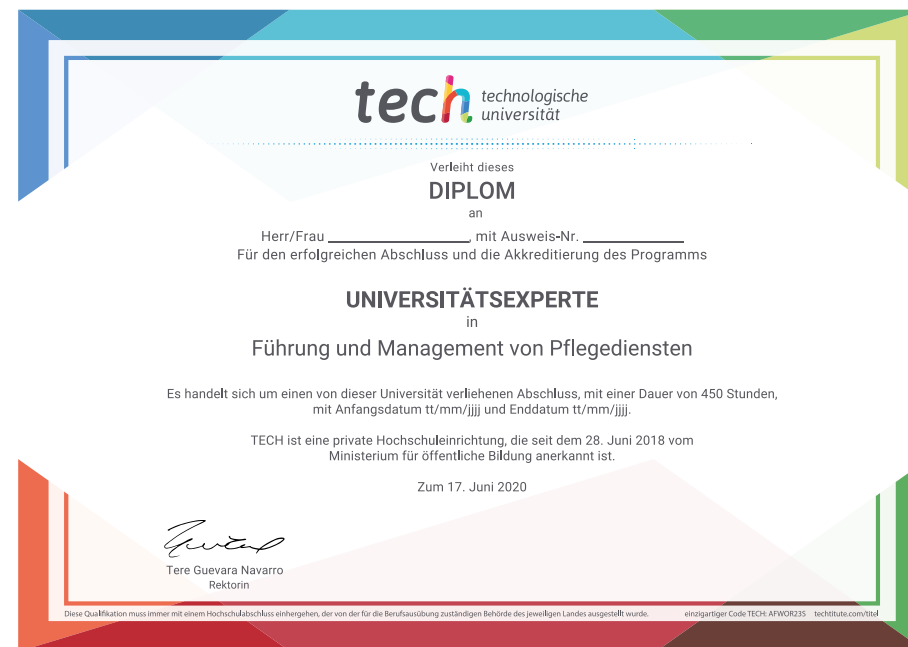 tech technologische
universität
Verleiht dieses
DIPLOM
an
Herr/Frau ____________________, mit Ausweis-Nr. ______________
Für den erfolgreichen Abschluss und die Akkreditierung des Programms
UNIVERSITÄTSEXPERTE
in
Führung und Management von Pflegediensten
Es handelt sich um einen von dieser Universität verliehenen Abschluss, mit einer Dauer von 450 Stunden,
mit Anfangsdatum tt/mm/jjjj und Enddatum tt/mm/jjjj.
TECH ist eine private Hochschuleinrichtung, die seit dem 28. Juni 2018 vom
Ministerium für öffentliche Bildung anerkannt ist.
Zum 17. Juni 2020
Tere Guevara Navarro
Rektorin
Diese Qualifikation muss immer mit einem Hochschulabschluss einhergehen, der von der für die Berufsausübung zuständigen Behörde des jeweiligen Landes ausgestellt wurde. einzigartiger Code TECH: AFWOR23S techtitute.com/titel